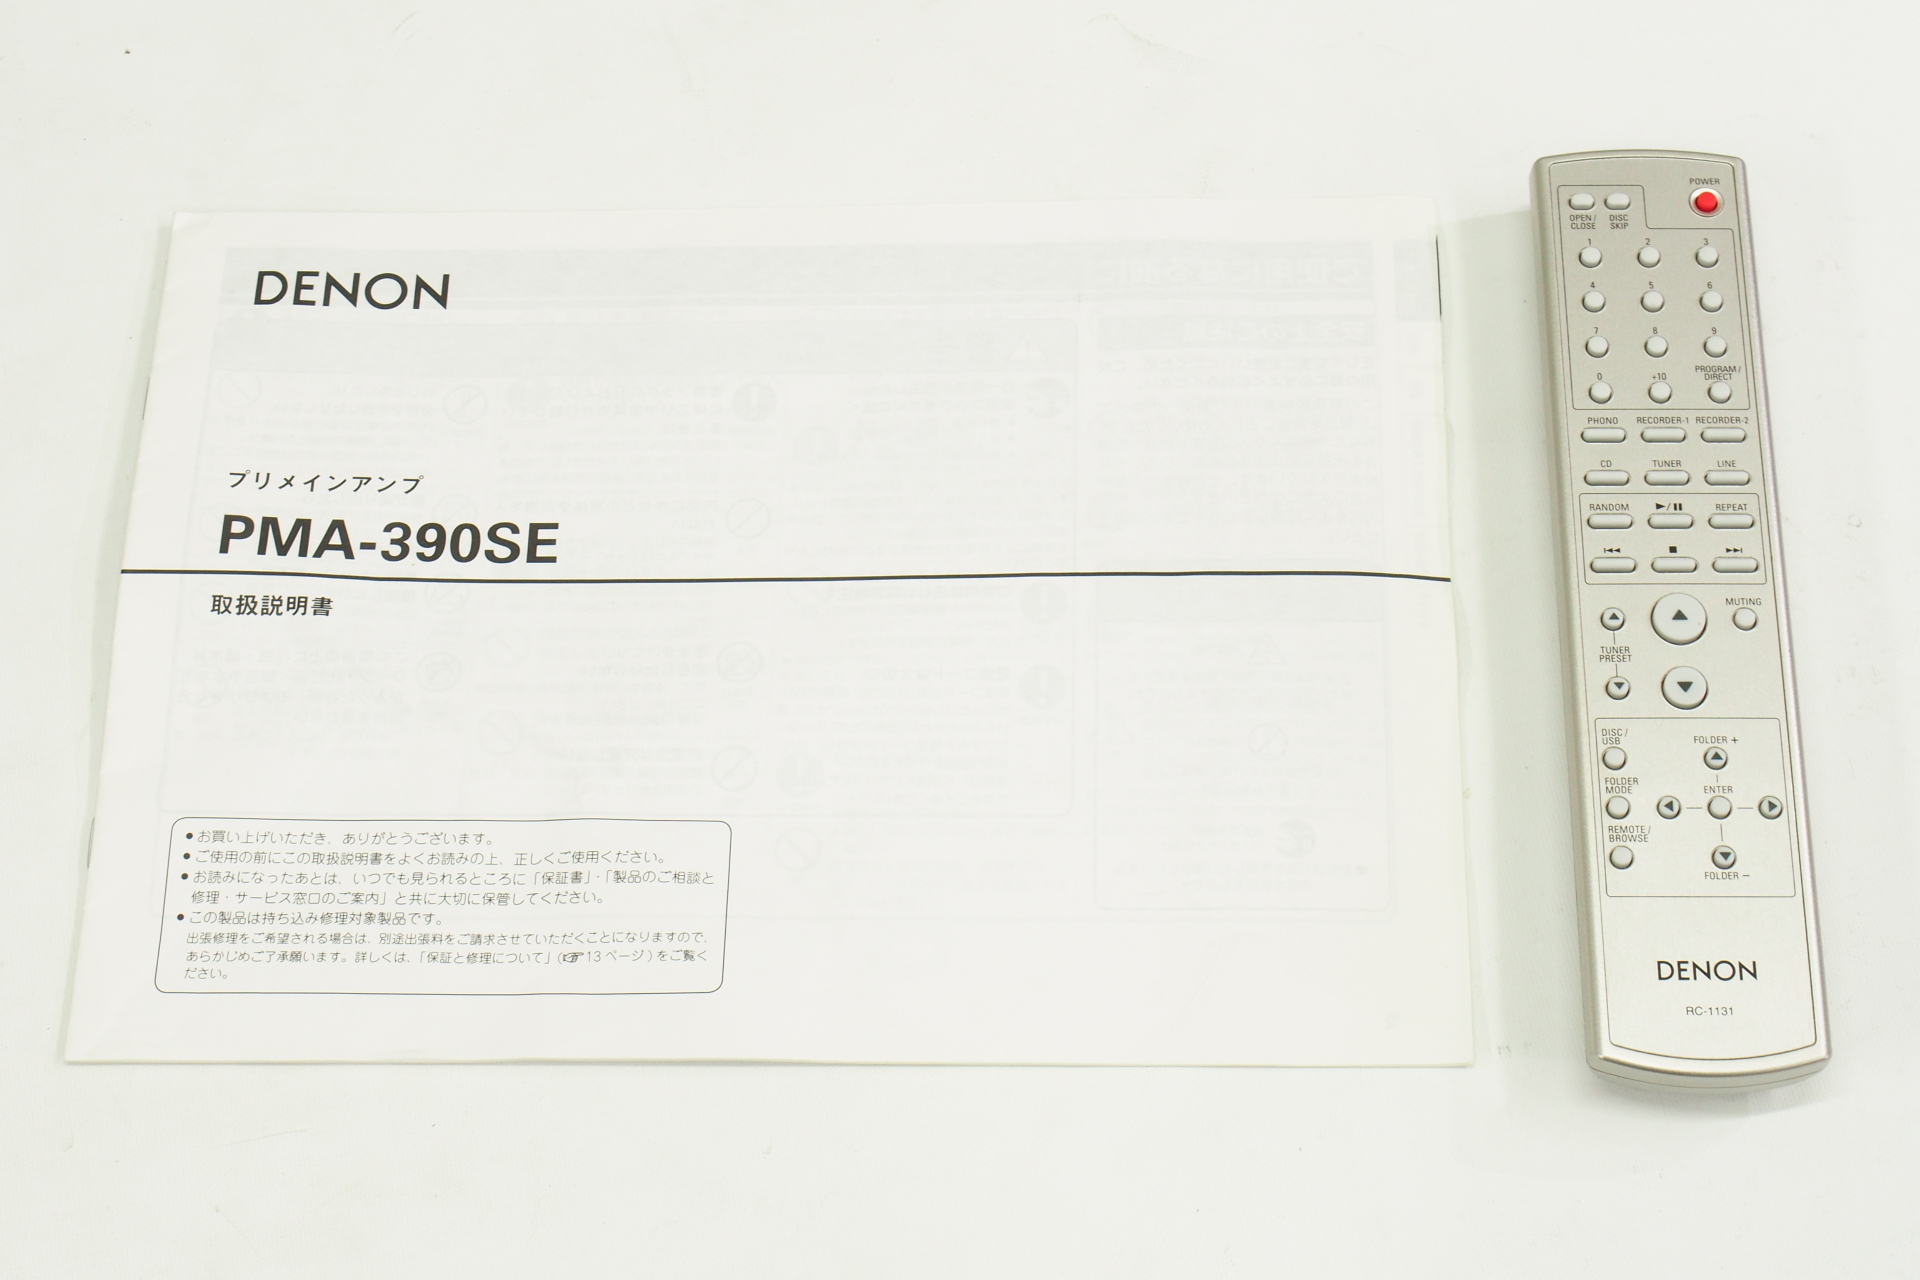 DENON
プリメインアンプ
PMA-390SE
取扱説明書
●お買い上げいただき、ありがとうございます。
●ご使用の前にこの取扱説明書をよくお読みの上、正しくご使用ください。
●お読みになったあとは、いつでも見られるところに「保証書」・「製品のご相談と
修理・サービス窓口のご案内」と共に大切に保管してください。
●この製品は持ち込み修理対象製品です。
出張修理をご希望される場合は、別途出張料をご請求させていただくことになりますので、
あらかじめご了承願います。詳しくは、「保証と修理について」(☞13ページ)をご覧く
ださい。
POWER
OPEN / CLOSE DISC SKIP
1 2 3
4 5 6
7 8 9
0 +10 PROGRAM / DIRECT
PHONO RECORDER-1 RECORDER-2
CD TUNER LINE
RANDOM ►/II REPEAT
I◄◄ ■ ►►I
▲ ▲ MUTING
TUNER PRESET
▼ ▼
DISC / USB FOLDER +
▲
FOLDER MODE ENTER
◄ ►
REMOTE / BROWSE
▼
FOLDER −
DENON
RC-1131